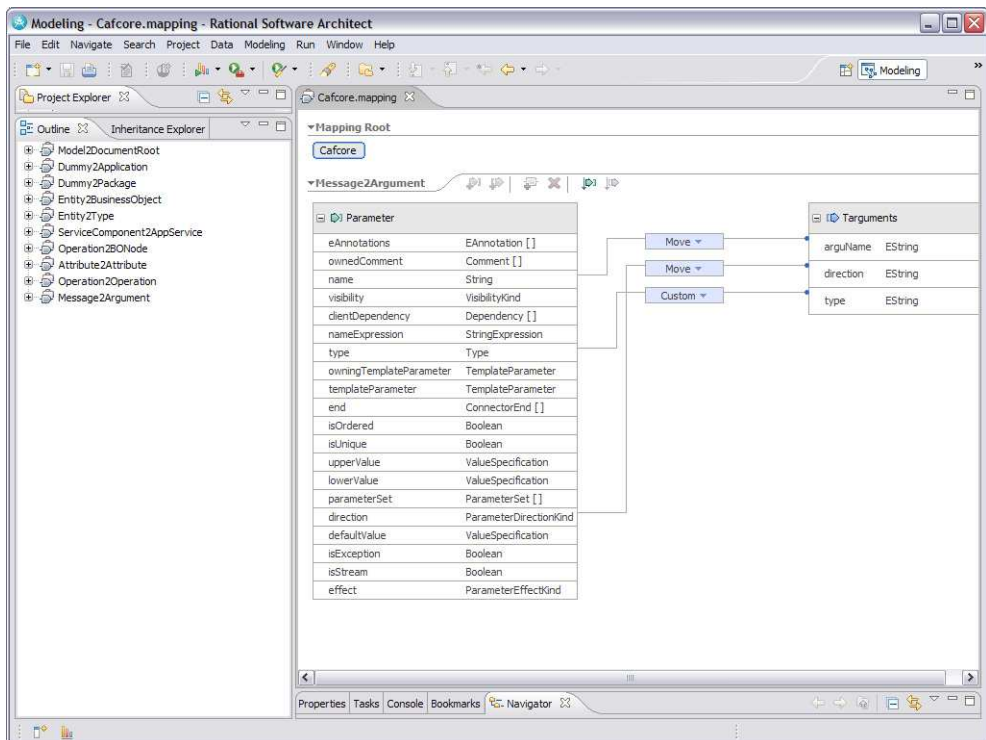 Modeling - Cafcore.mapping - Rational Software Architect
File Edit Navigate Search Project Data Modeling Run Window Help
Modeling »
Project Explorer
Cafcore.mapping
Outline Inheritance Explorer
Model2DocumentRoot
Dummy2Application
Dummy2Package
Entity2BusinessObject
Entity2Type
ServiceComponent2AppService
Operation2BONode
Attribute2Attribute
Operation2Operation
Message2Argument
Mapping Root
Cafcore
Message2Argument
Parameter
eAnnotations EAnnotation []
ownedComment Comment []
name String
visibility VisibilityKind
clientDependency Dependency []
nameExpression StringExpression
type Type
owningTemplateParameter TemplateParameter
templateParameter TemplateParameter
end ConnectorEnd []
isOrdered Boolean
isUnique Boolean
upperValue ValueSpecification
lowerValue ValueSpecification
parameterSet ParameterSet []
direction ParameterDirectionKind
defaultValue ValueSpecification
isException Boolean
isStream Boolean
effect ParameterEffectKind
Move
Move
Custom
Targuments
arguName EString
direction EString
type EString
Properties Tasks Console Bookmarks Navigator